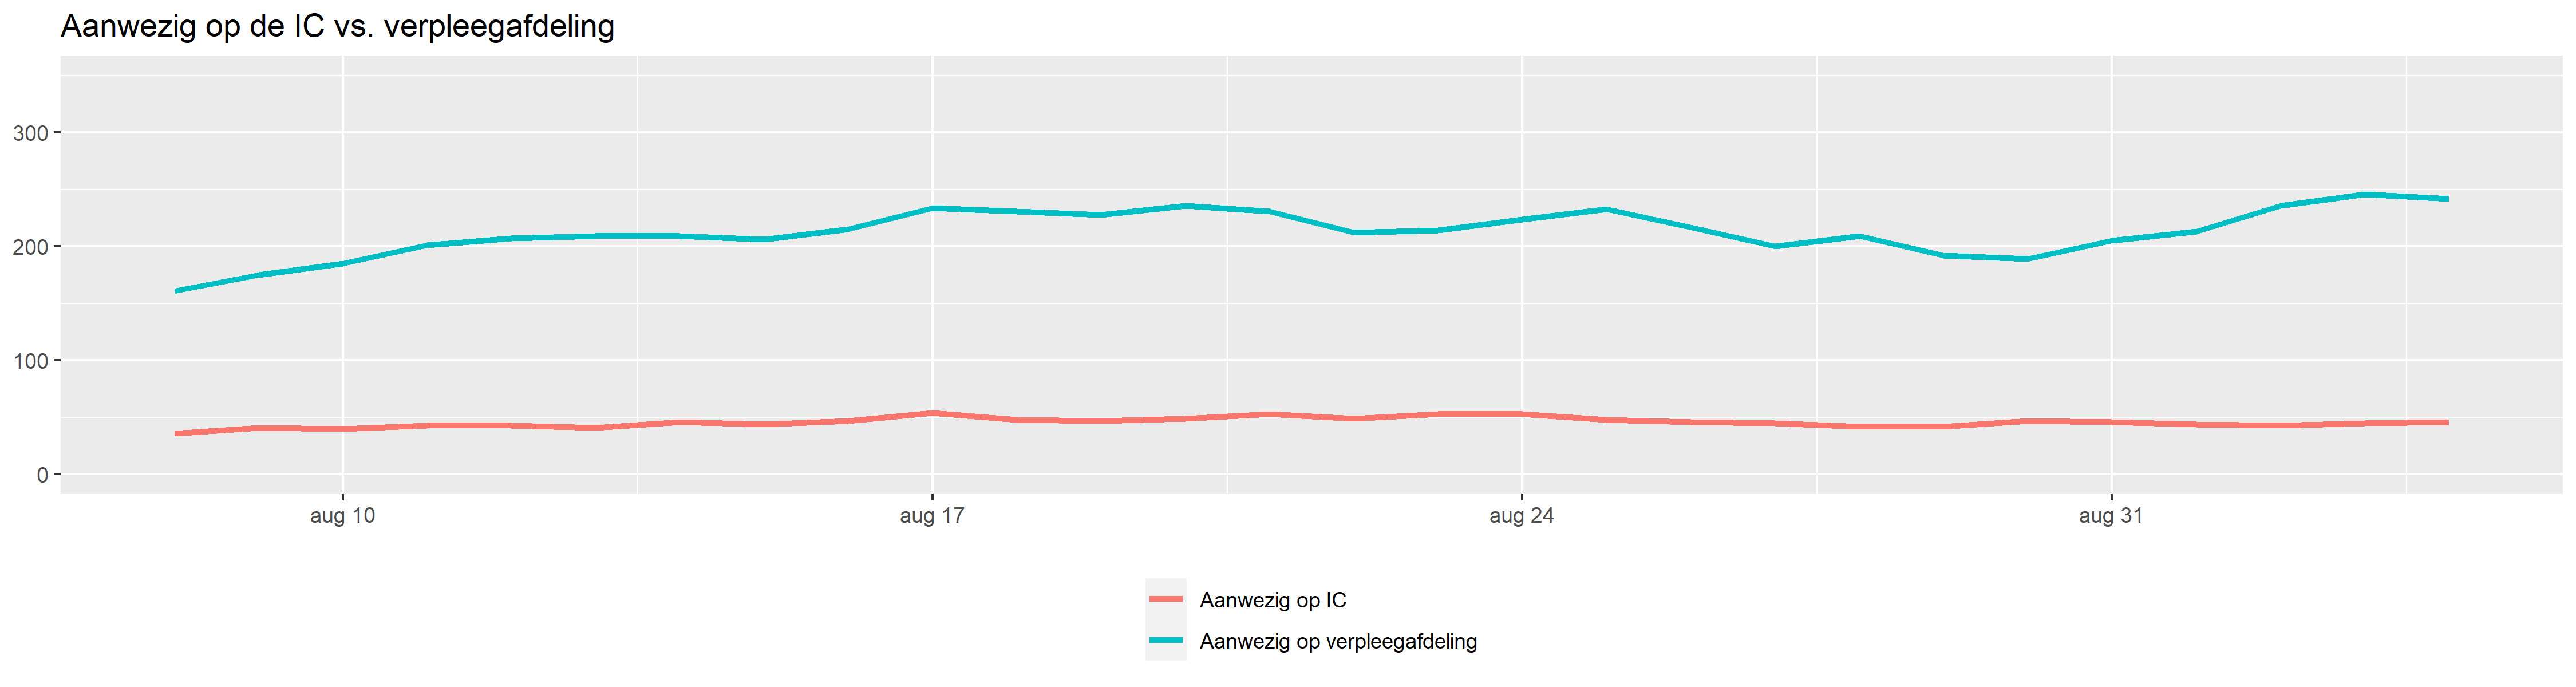 Aanwezig op de IC vs. verpleegafdeling
300
200
100
0
aug 10 aug 17 aug 24 aug 31
Aanwezig op IC
Aanwezig op verpleegafdeling